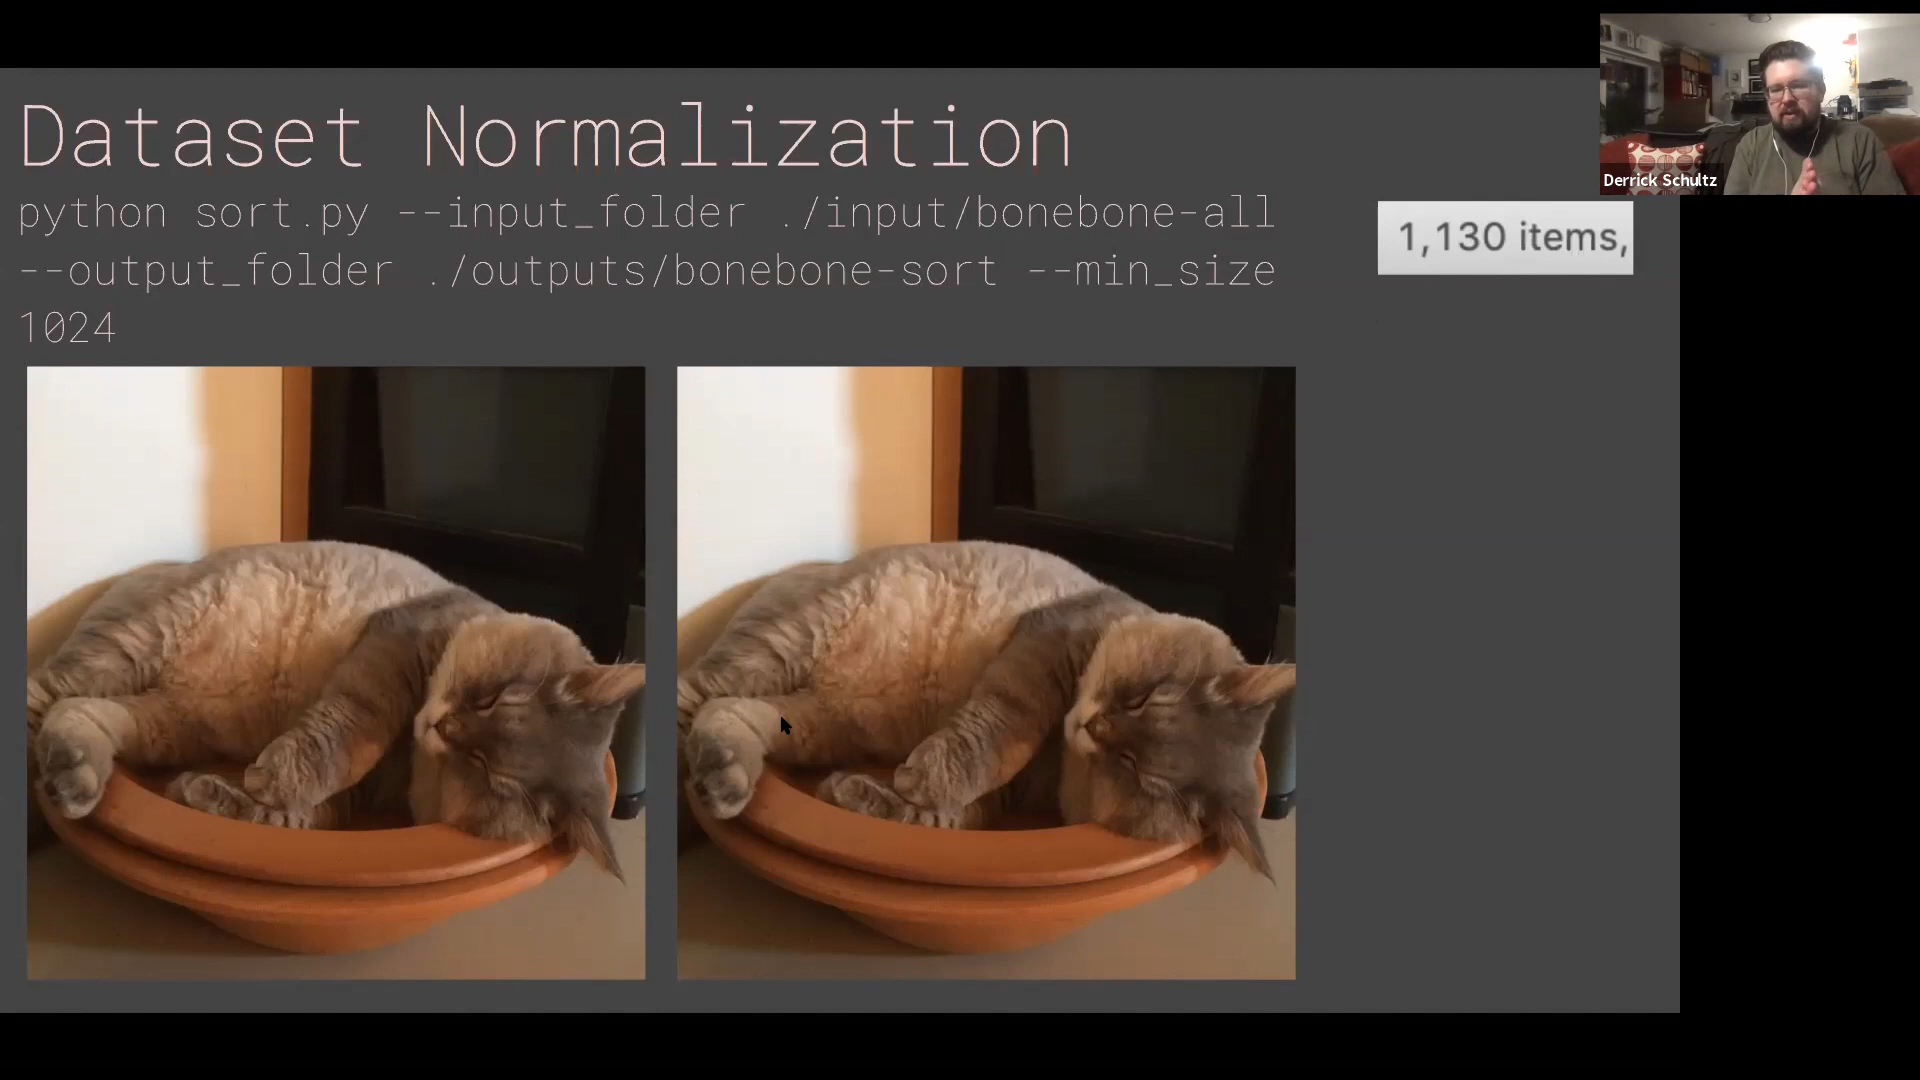 Dataset Normalization
python sort.py --input_folder ./input/bonebone-all
--output_folder ./outputs/bonebone-sort --min_size
1024
1,130 items,
Derrick Schultz